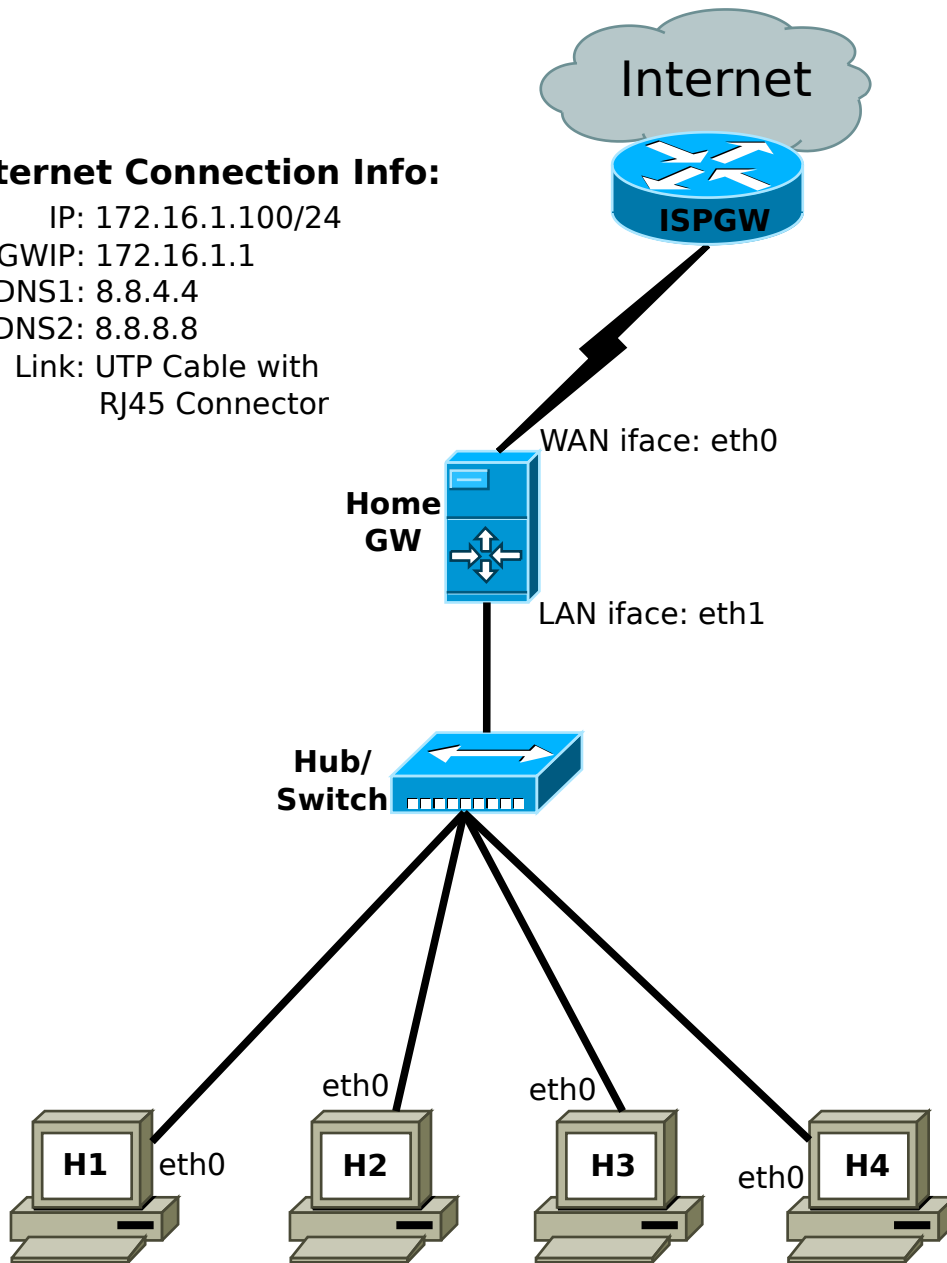 Internet
ternet Connection Info:
IP: 172.16.1.100/24
GWIP: 172.16.1.1
DNS1: 8.8.4.4
DNS2: 8.8.8.8
Link: UTP Cable with
RJ45 Connector
ISPGW
WAN iface: eth0
Home
GW
LAN iface: eth1
Hub/
Switch
eth0
eth0
H1
eth0
H2
H3
eth0
H4